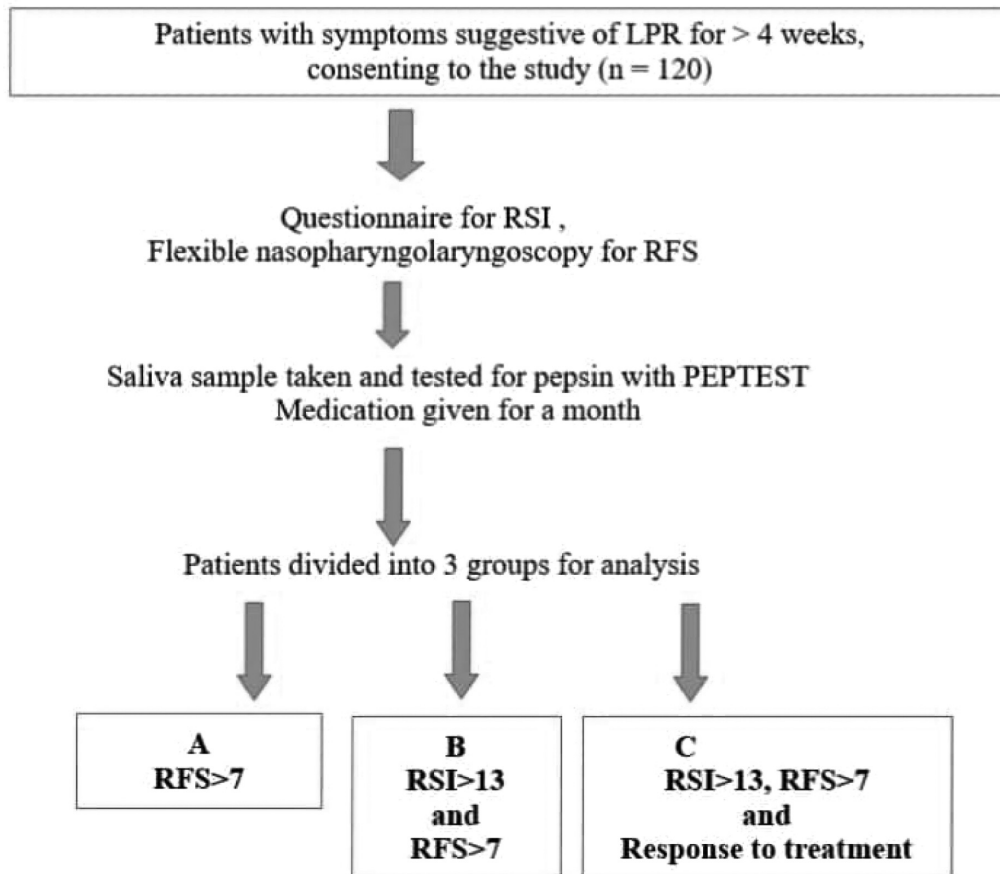 Patients with symptoms suggestive of LPR for > 4 weeks,
consenting to the study (n = 120)
Questionnaire for RSI ,
Flexible nasopharyngolaryngoscopy for RFS
Saliva sample taken and tested for pepsin with PEPTEST
Medication given for a month
Patients divided into 3 groups for analysis
A
RFS>7
B
RSI>13
and
RFS>7
C
RSI>13, RFS>7
and
Response to treatment